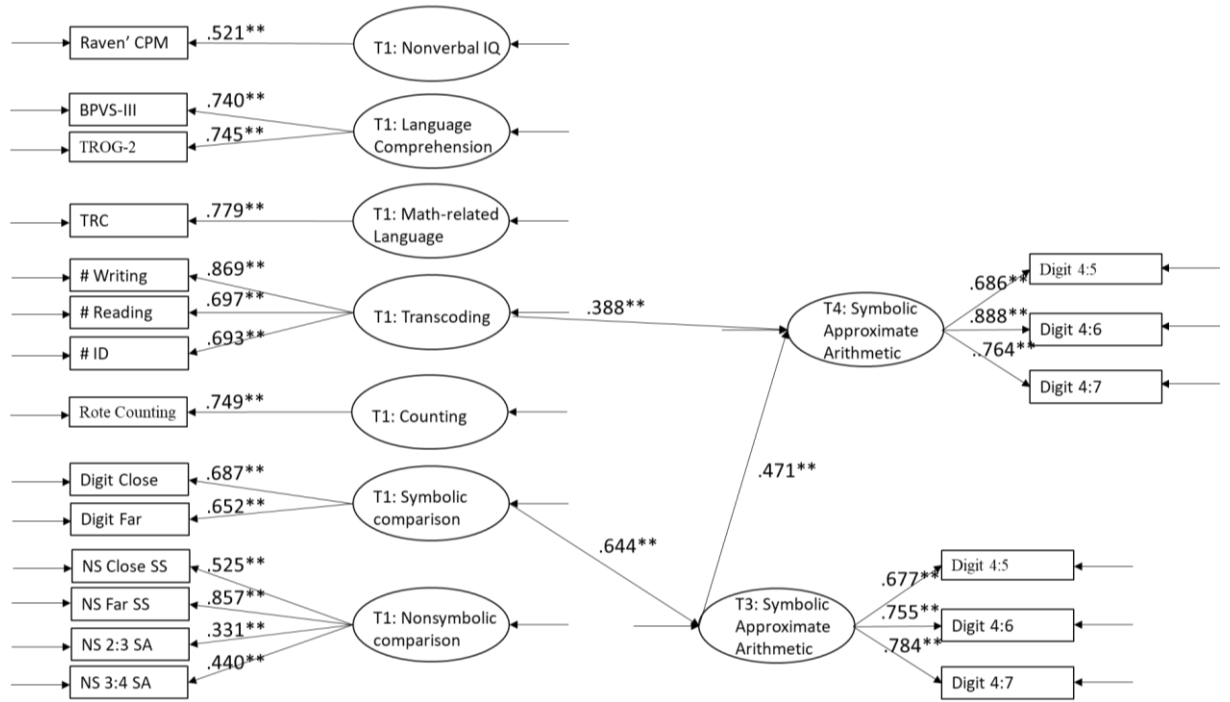 Raven' CPM
.521**
T1: Nonverbal IQ
BPVS-III
.740**
TROG-2
.745**
T1: Language
Comprehension
TRC
.779**
T1: Math-related
Language
# Writing
.869**
# Reading
.697**
# ID
.693**
T1: Transcoding
.388**
T4: Symbolic
Approximate
Arithmetic
.686**
Digit 4:5
.888**
Digit 4:6
..764**
Digit 4:7
Rote Counting
.749**
T1: Counting
.471**
Digit Close
.687**
Digit Far
.652**
T1: Symbolic
comparison
.644**
NS Close SS
.525**
NS Far SS
.857**
NS 2:3 SA
.331**
NS 3:4 SA
.440**
T1: Nonsymbolic
comparison
T3: Symbolic
Approximate
Arithmetic
.677**
Digit 4:5
.755**
Digit 4:6
.784**
Digit 4:7